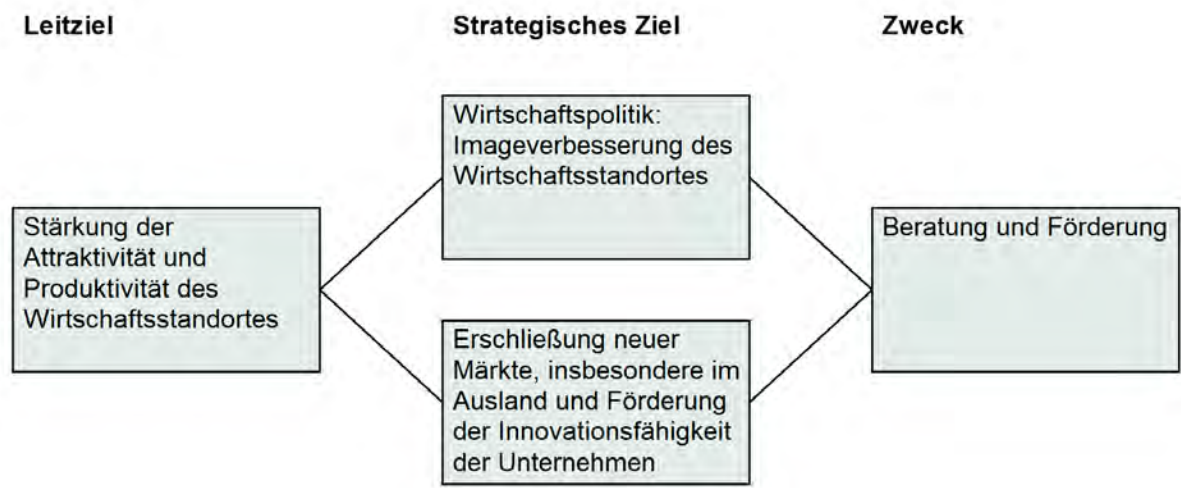 Leitziel
Strategisches Ziel
Zweck
Wirtschaftspolitik:
Imageverbesserung des
Wirtschaftsstandortes
Stärkung der
Attraktivität und
Produktivität des
Wirtschaftsstandortes
Beratung und Förderung
Erschließung neuer
Märkte, insbesondere im
Ausland und Förderung
der Innovationsfähigkeit
der Unternehmen